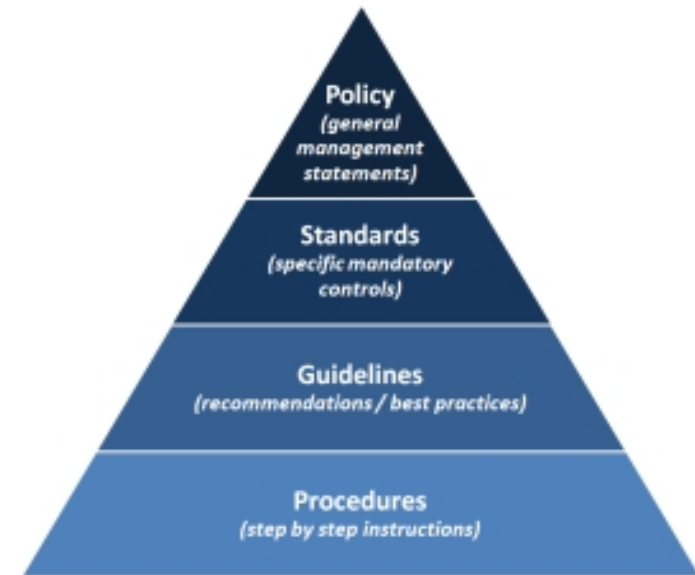 Policy
(general
management
statements)
Standards
(specific mandatory
controls)
Guidelines
(recommendations / best practices)
Procedures
(step by step instructions)